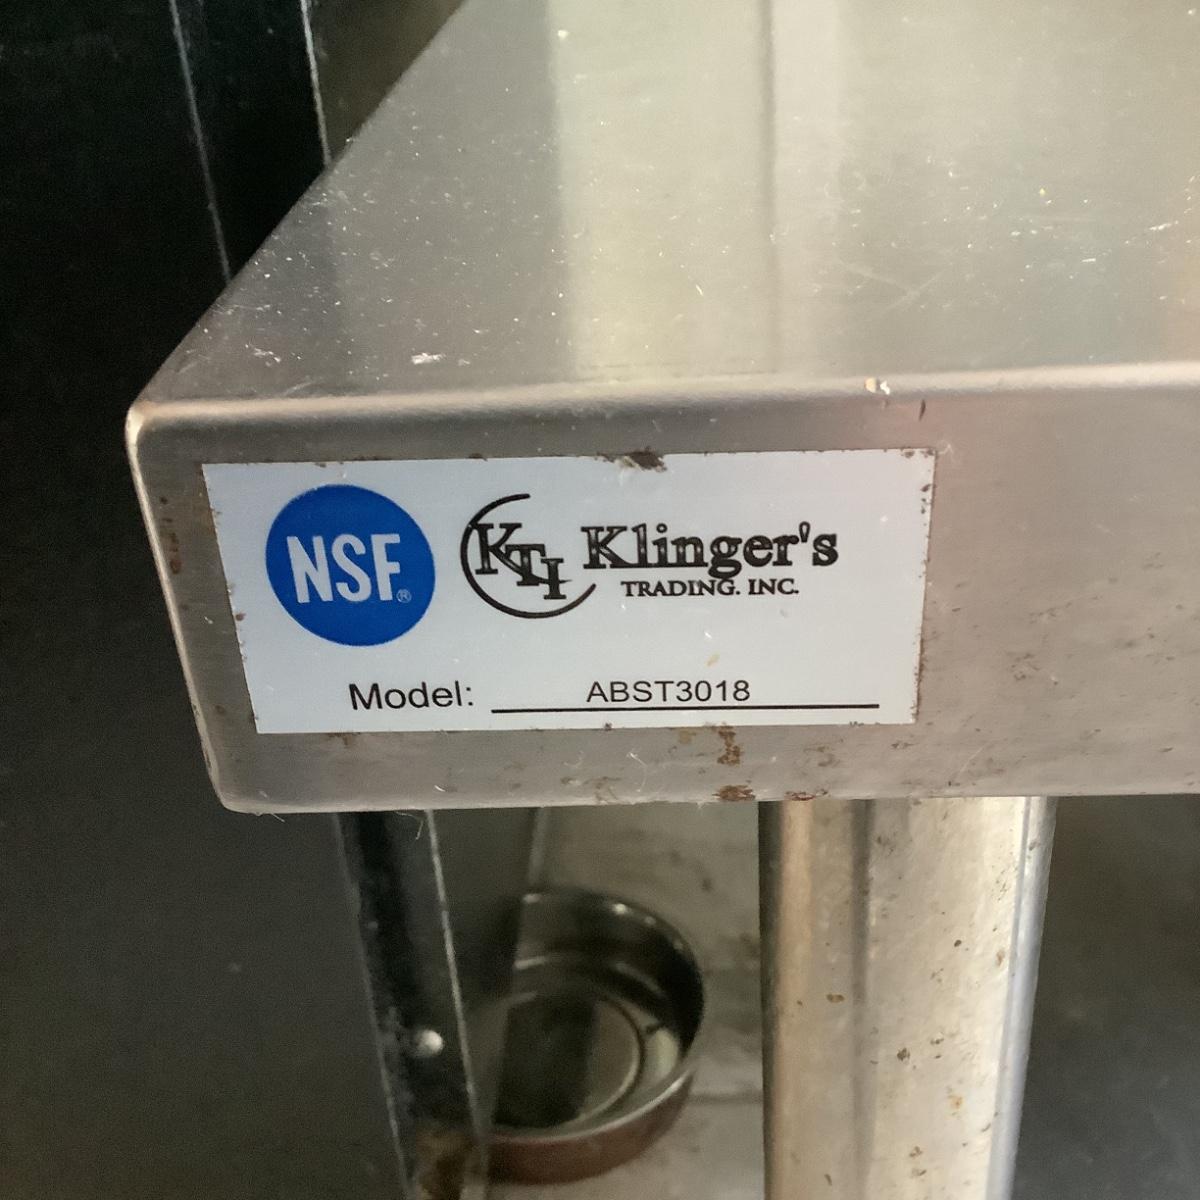 NSF®
KTI Klinger's
TRADING. INC.
Model: ABST3018